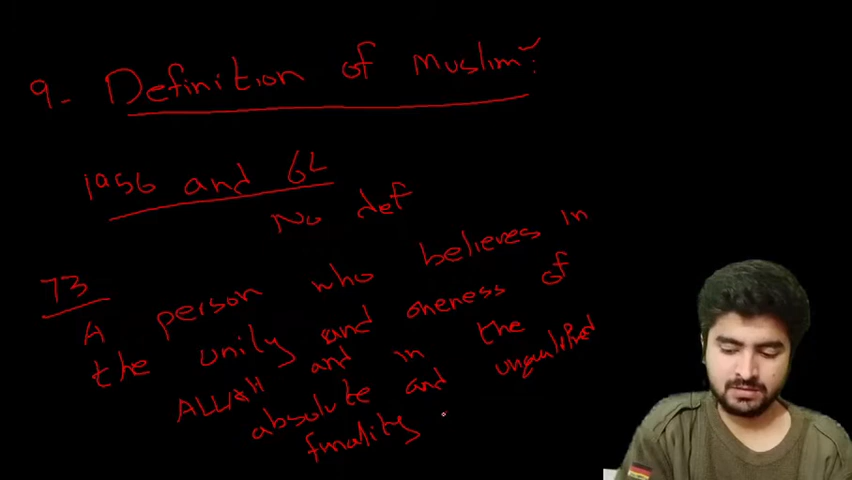 9- Definition of Muslim:
1956 and 62
No def
73
A person who believes in
the unity and oneness of
ALLAH and in the
absolute and unqualified
finality